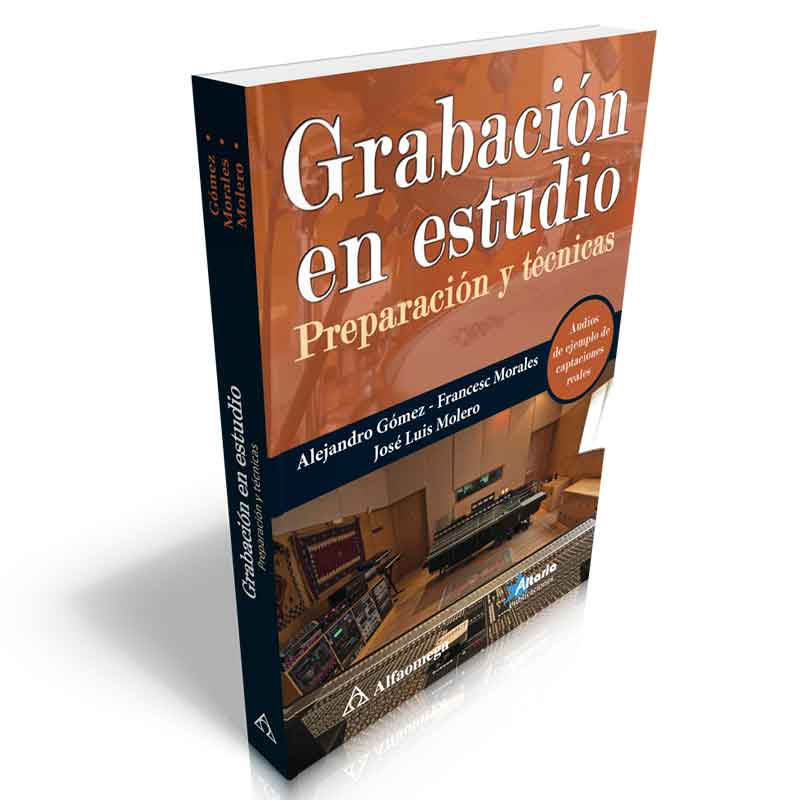 Grabación
en estudio
Preparación y técnicas
Audios
de ejemplo de
captaciones
reales
Alejandro Gómez - Francesc Morales
José Luis Molero
Altaria
publicaciones
Alfaomega
Gómez •
Morales •
Molero •
Grabación en estudio
Preparación y técnicas